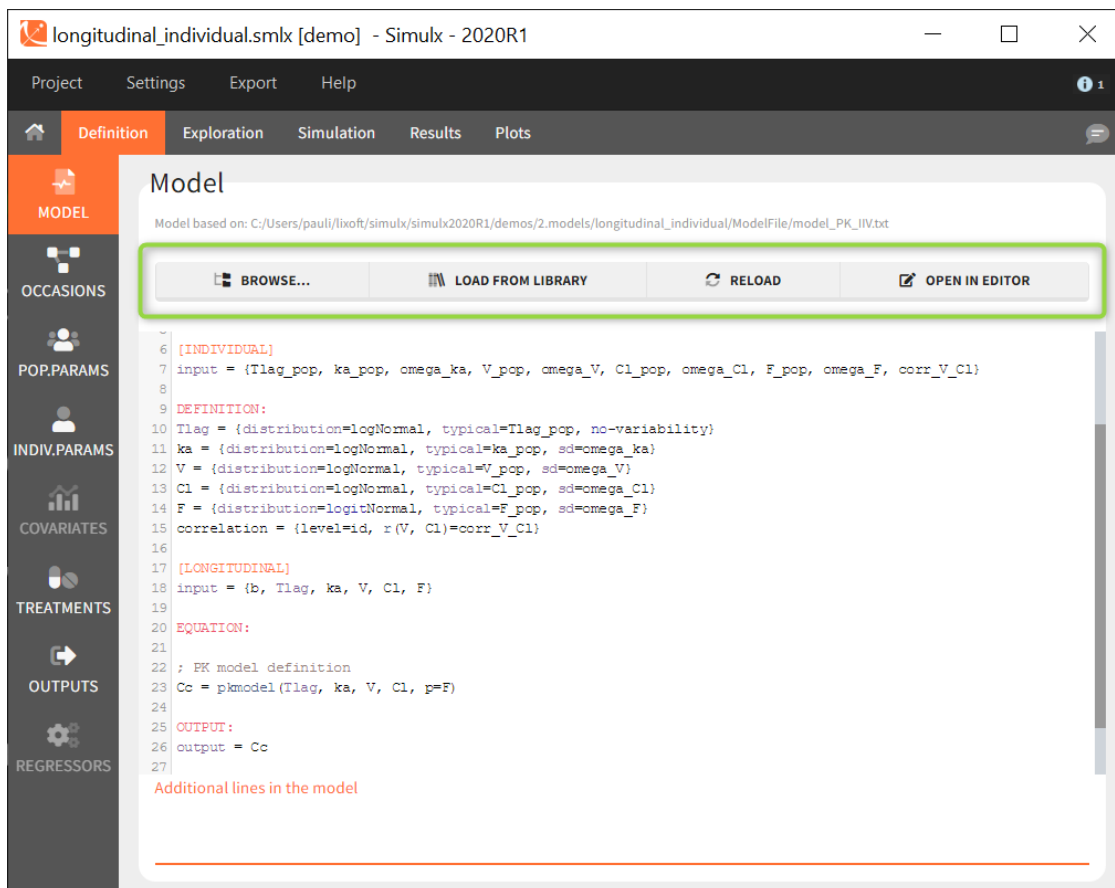 longitudinal_individual.smlx [demo] - Simulx - 2020R1
Project Settings Export Help 1
Definition Exploration Simulation Results Plots
MODEL
OCCASIONS
POP.PARAMS
INDIV.PARAMS
COVARIATES
TREATMENTS
OUTPUTS
REGRESSORS
Model
Model based on: C:/Users/pauli/lixoft/simulx/simulx2020R1/demos/2.models/longitudinal_individual/ModelFile/model_PK_IIV.txt
BROWSE... LOAD FROM LIBRARY RELOAD OPEN IN EDITOR
6 [INDIVIDUAL]
7 input = {Tlag_pop, ka_pop, omega_ka, V_pop, omega_V, Cl_pop, omega_Cl, F_pop, omega_F, corr_V_Cl}
8
9 DEFINITION:
10 Tlag = {distribution=logNormal, typical=Tlag_pop, no-variability}
11 ka = {distribution=logNormal, typical=ka_pop, sd=omega_ka}
12 V = {distribution=logNormal, typical=V_pop, sd=omega_V}
13 Cl = {distribution=logNormal, typical=Cl_pop, sd=omega_Cl}
14 F = {distribution=logitNormal, typical=F_pop, sd=omega_F}
15 correlation = {level=id, r(V, Cl)=corr_V_Cl}
16
17 [LONGITUDINAL]
18 input = {b, Tlag, ka, V, Cl, F}
19
20 EQUATION:
21
22 ; PK model definition
23 Cc = pkmodel(Tlag, ka, V, Cl, p=F)
24
25 OUTPUT:
26 output = Cc
27
Additional lines in the model